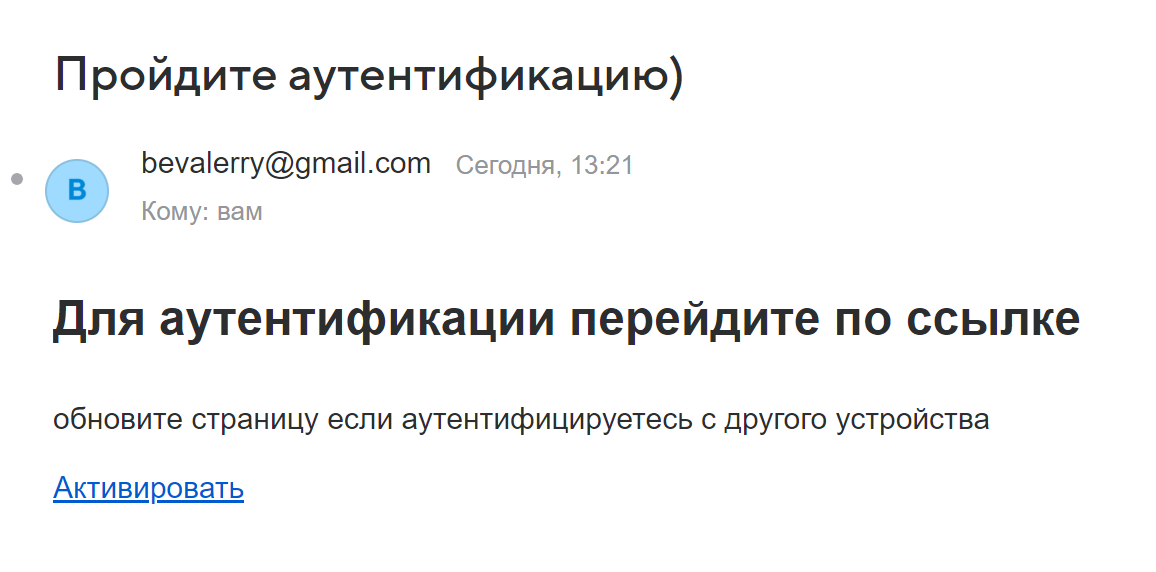 Пройдите аутентификацию)
bevalerry@gmail.com Сегодня, 13:21
B
Кому: вам
Для аутентификации перейдите по ссылке
обновите страницу если аутентифицируетесь с другого устройства
Активировать